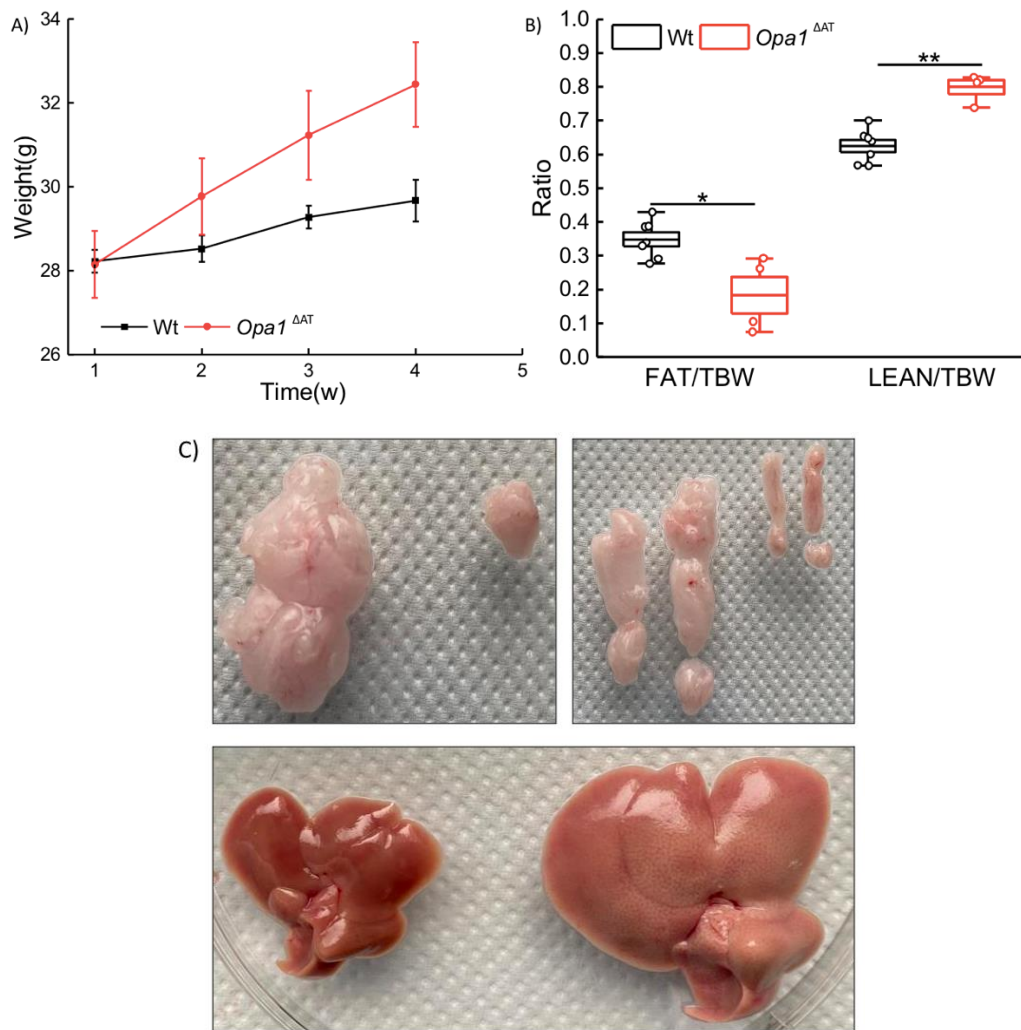 A)
34
32
30
28
26
Weight(g)
Wt Opa1 ΔAT
1 2 3 4 5
Time(w)
B)
1.0
0.9
0.8
0.7
0.6
0.5
0.4
0.3
0.2
0.1
0.0
Ratio
Wt Opa1 ΔAT
*
**
FAT/TBW LEAN/TBW
C)